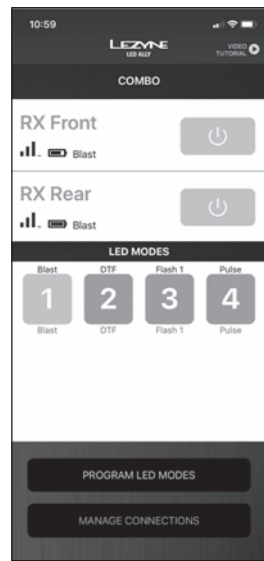 10:59
LEZYNE
LED ALLY
VIDEO
TUTORIAL
COMBO
RX Front
Blast
RX Rear
Blast
LED MODES
Blast DTF Flash 1 Pulse
1 2 3 4
Blast DTF Flash 1 Pulse
PROGRAM LED MODES
MANAGE CONNECTIONS